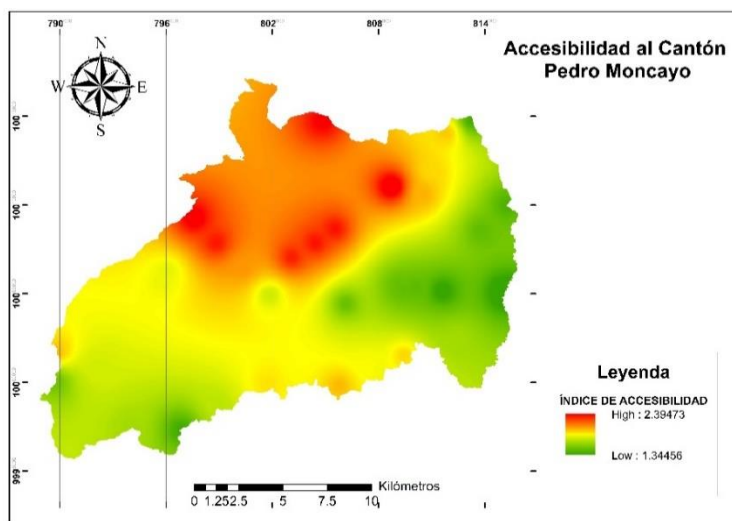 790
796
802
808
814
Accesibilidad al Cantón
Pedro Moncayo
N
W
E
S
100
100
100
100
999
Leyenda
ÍNDICE DE ACCESIBILIDAD
High : 2.39473
Low : 1.34456
Kilómetros
0 1.252.5 5 7.5 10